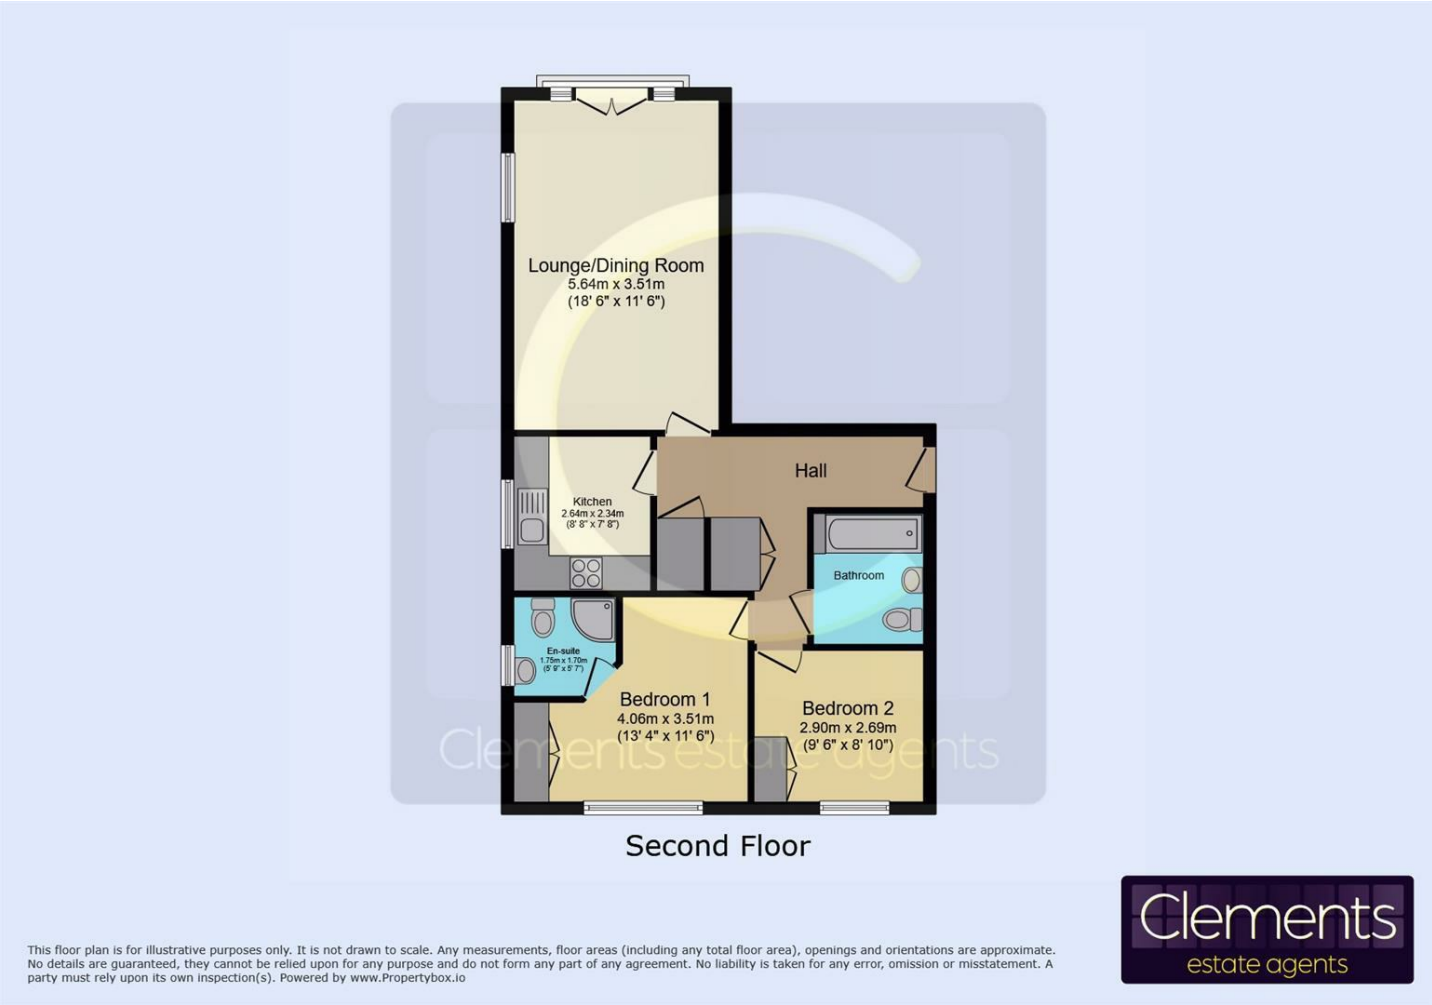 Lounge/Dining Room
5.64m x 3.51m
(18' 6" x 11' 6")
Hall
Kitchen
2.64m x 2.34m
(8' 8" x 7' 8")
Bathroom
En-suite
1.75m x 1.70m
(5' 9" x 5' 7")
Bedroom 1
4.06m x 3.51m
(13' 4" x 11' 6")
Bedroom 2
2.90m x 2.69m
(9' 6" x 8' 10")
Clements estate agents
Second Floor
Clements
estate agents
This floor plan is for illustrative purposes only. It is not drawn to scale. Any measurements, floor areas (including any total floor area), openings and orientations are approximate.
No details are guaranteed, they cannot be relied upon for any purpose and do not form any part of any agreement. No liability is taken for any error, omission or misstatement. A
party must rely upon its own inspection(s). Powered by www.Propertybox.io